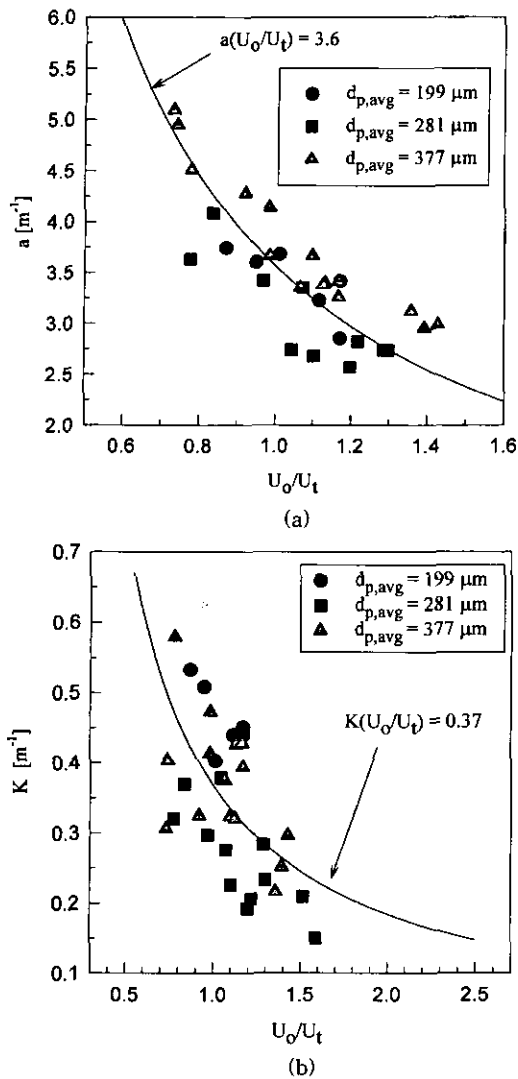 6.0
5.5
5.0
4.5
4.0
3.5
3.0
2.5
2.0
a [m⁻¹]
a(Uₒ/Uₜ) = 3.6
d_p,avg = 199 μm
d_p,avg = 281 μm
d_p,avg = 377 μm
0.6 0.8 1.0 1.2 1.4 1.6
Uₒ/Uₜ
(a)
0.7
0.6
0.5
0.4
0.3
0.2
0.1
K [m⁻¹]
d_p,avg = 199 μm
d_p,avg = 281 μm
d_p,avg = 377 μm
K(Uₒ/Uₜ) = 0.37
0.5 1.0 1.5 2.0 2.5
Uₒ/Uₜ
(b)